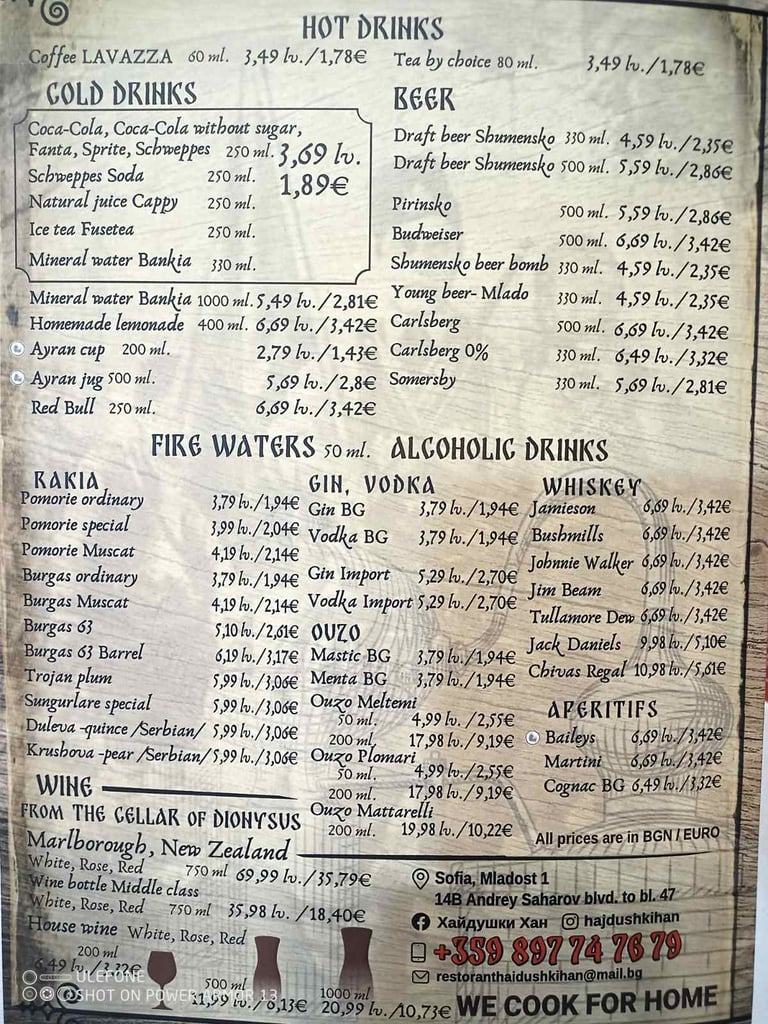 HOT DRINKS
Coffee LAVAZZA 60 ml. 3,49 lv./1,78€
Tea by choice 80 ml. 3,49 lv./1,78€
COLD DRINKS
Coca-Cola, Coca-Cola without sugar,
Fanta, Sprite, Schweppes 250 ml. 3,69 lv.
Schweppes Soda 250 ml. 1,89€
Natural juice Cappy 250 ml.
Ice tea Fusetea 250 ml.
Mineral water Bankia 330 ml.
Mineral water Bankia 1000 ml. 5,49 lv./2,81€
Homemade lemonade 400 ml. 6,69 lv./3,42€
Ayran cup 200 ml. 2,79 lv./1,43€
Ayran jug 500 ml. 5,69 lv./2,8€
Red Bull 250 ml. 6,69 lv./3,42€
BEER
Draft beer Shumensko 330 ml. 4,59 lv./2,35€
Draft beer Shumensko 500 ml. 5,59 lv./2,86€
Pirinsko 500 ml. 5,59 lv./2,86€
Budweiser 500 ml. 6,69 lv./3,42€
Shumensko beer bomb 330 ml. 4,59 lv./2,35€
Young beer- Mlado 330 ml. 4,59 lv./2,35€
Carlsberg 500 ml. 6,69 lv./3,42€
Carlsberg 0% 330 ml. 6,49 lv./3,32€
Somersby 330 ml. 5,69 lv./2,81€
FIRE WATERS 50 ml. ALCOHOLIC DRINKS
RAKIA
Pomorie ordinary 3,79 lv./1,94€
Pomorie special 3,99 lv./2,04€
Pomorie Muscat 4,19 lv./2,14€
Burgas ordinary 3,79 lv./1,94€
Burgas Muscat 4,19 lv./2,14€
Burgas 63 5,10 lv./2,61€
Burgas 63 Barrel 6,19 lv./3,17€
Trojan plum 5,99 lv./3,06€
Sungurlare special 5,99 lv./3,06€
Duleva -quince /Serbian/ 5,99 lv./3,06€
Krushova -pear /Serbian/ 5,99 lv./3,06€
GIN, VODKA
Gin BG 3,79 lv./1,94€
Vodka BG 3,79 lv./1,94€
Gin Import 5,29 lv./2,70€
Vodka Import 5,29 lv./2,70€
OUZO
Mastic BG 3,79 lv./1,94€
Menta BG 3,79 lv./1,94€
Ouzo Meltemi
50 ml. 4,99 lv./2,55€
200 ml. 17,98 lv./9,19€
Ouzo Plomari
50 ml. 4,99 lv./2,55€
200 ml. 17,98 lv./9,19€
Ouzo Mattarelli
200 ml. 19,98 lv./10,22€
WHISKEY
Jamieson 6,69 lv./3,42€
Bushmills 6,69 lv./3,42€
Johnnie Walker 6,69 lv./3,42€
Jim Beam 6,69 lv./3,42€
Tullamore Dew 6,69 lv./3,42€
Jack Daniels 9,98 lv./5,10€
Chivas Regal 10,98 lv./5,61€
APERITIFS
Baileys 6,69 lv./3,42€
Martini 6,69 lv./3,42€
Cognac BG 6,49 lv./3,32€
All prices are in BGN / EURO
WINE
FROM THE CELLAR OF DIONYSUS
Marlborough, New Zealand
White, Rose, Red 750 ml 69,99 lv./35,79€
Wine bottle Middle class
White, Rose, Red 750 ml 35,98 lv. /18,40€
House wine White, Rose, Red
200 ml
6,49 lv./3,32€
500 ml
11,99 lv./6,13€
1000 ml
20,99 lv./10,73€
Sofia, Mladost 1
14B Andrey Saharov blvd. to bl. 47
Хайдушки Хан hajdushkihan
+359 897 74 76 79
restoranthaidushkihan@mail.bg
WE COOK FOR HOME
ULEFONE
SHOT ON POWER ARMOR 13